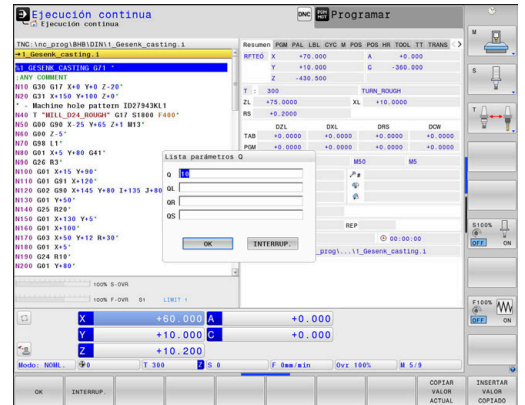 Ejecución continua
Ejecución continua
DNC
Programar
TNC:\nc_prog\BHB\DIN\1_Gesenk_casting.i
→1_Gesenk_casting.i
%1_GESENK_CASTING G71 *
;ANY COMMENT
N10 G30 G17 X+0 Y+0 Z-20*
N20 G31 X+150 Y+100 Z+0*
* - Machine hole pattern ID27943KL1
N40 T "MILL_D24_ROUGH" G17 S1800 F400*
N50 G00 G90 X-25 Y+65 Z+1 M13*
N60 G00 Z-5*
N70 G98 L1*
N80 G01 X+5 Y+80 G41*
N90 G26 R3*
N100 G01 X+15 Y+90*
N110 G01 G91 X+120*
N120 G02 G90 X+145 Y+80 I+135 J+80
N130 G01 Y+50*
N140 G25 R20*
N150 G01 X+130 Y+5*
N160 G01 X+100*
N170 G03 X+50 Y+12 R+30*
N180 G01 X+5*
N190 G24 R10*
N200 G01 Y+80*
100% S-OVR
100% F-OVR S1 LIMIT 1
Resumen PGM PAL LBL CYC M POS POS HR TOOL TT TRANS
RFTEÓ X +70.000 A +0.000
Y +10.000 C -360.000
Z -430.500
T : 300 TURN_ROUGH
ZL +75.0000 XL +10.0000
RS +0.2000
DZL DXL DRS DCW
TAB +0.0000 +0.0000 +0.0000 +0.0000
PGM +0.0000 +0.0000 +0.0000 +0.0000
M50 M5
REP
00:00:00
_prog\...\1_Gesenk_casting.i
Lista parámetros Q
Q 10
QL
QR
QS
OK INTERRUP.
X +60.000 A +0.000
Y +10.000 C +0.000
Z +10.200
Modo: NOML. 0 T 300 Z S 0 F 0mm/min Ovr 100% M 5/9
M
S
T
S100%
OFF ON
F100%
OFF ON
OK
INTERRUP.
COPIAR VALOR ACTUAL
INSERTAR VALOR COPIADO